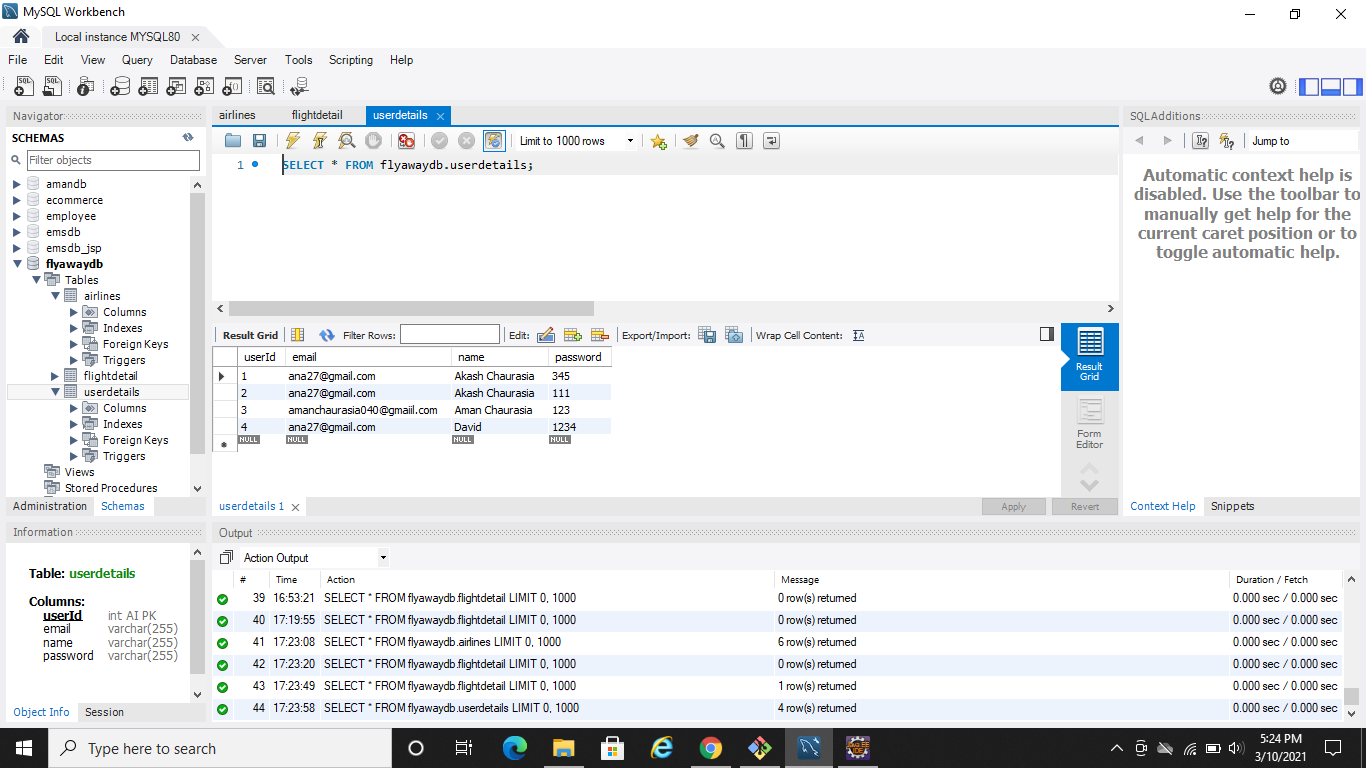 MySQL Workbench
Local instance MYSQL80
File Edit View Query Database Server Tools Scripting Help
Navigator
SCHEMAS
Filter objects
amandb
ecommerce
employee
emsdb
emsdb_jsp
flyawaydb
Tables
airlines
Columns
Indexes
Foreign Keys
Triggers
flightdetail
userdetails
Columns
Indexes
Foreign Keys
Triggers
Views
Stored Procedures
Administration Schemas
Information
Table: userdetails
Columns:
userId int AI PK
email varchar(255)
name varchar(255)
password varchar(255)
Object Info Session
airlines flightdetail userdetails
Limit to 1000 rows
1 SELECT * FROM flyawaydb.userdetails;
Result Grid Filter Rows: Edit: Export/Import: Wrap Cell Content:
userId email name password
1 ana27@gmail.com Akash Chaurasia 345
2 ana27@gmail.com Akash Chaurasia 111
3 amanchaurasia040@gmaiil.com Aman Chaurasia 123
4 ana27@gmail.com David 1234
NULL NULL NULL NULL
Result
Grid
Form
Editor
userdetails 1
Apply Revert
SQLAdditions
Jump to
Automatic context help is
disabled. Use the toolbar to
manually get help for the
current caret position or to
toggle automatic help.
Context Help Snippets
Output
Action Output
# Time Action Message Duration / Fetch
39 16:53:21 SELECT * FROM flyawaydb.flightdetail LIMIT 0, 1000 0 row(s) returned 0.000 sec / 0.000 sec
40 17:19:55 SELECT * FROM flyawaydb.flightdetail LIMIT 0, 1000 0 row(s) returned 0.000 sec / 0.000 sec
41 17:23:08 SELECT * FROM flyawaydb.airlines LIMIT 0, 1000 6 row(s) returned 0.000 sec / 0.000 sec
42 17:23:20 SELECT * FROM flyawaydb.flightdetail LIMIT 0, 1000 0 row(s) returned 0.000 sec / 0.000 sec
43 17:23:49 SELECT * FROM flyawaydb.flightdetail LIMIT 0, 1000 1 row(s) returned 0.000 sec / 0.000 sec
44 17:23:58 SELECT * FROM flyawaydb.userdetails LIMIT 0, 1000 4 row(s) returned 0.000 sec / 0.000 sec
Type here to search
5:24 PM
3/10/2021